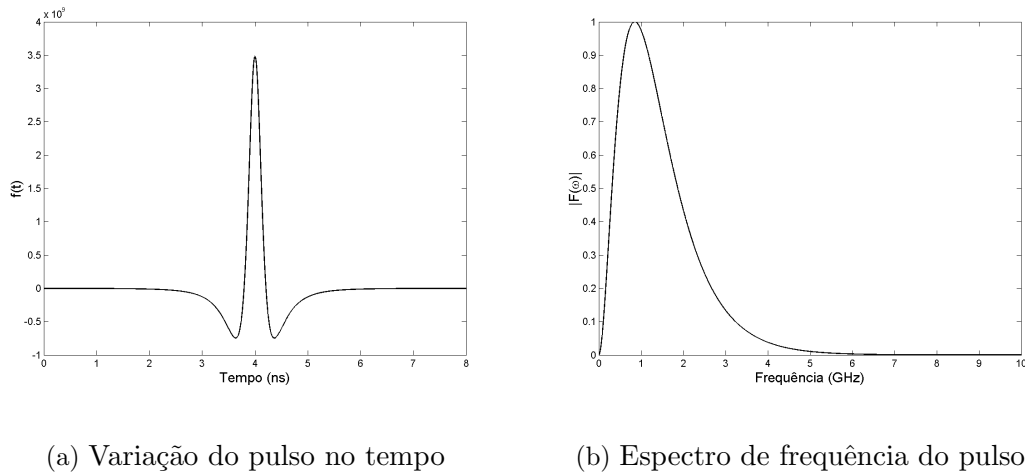 x 10^9
4
3.5
3
2.5
2
1.5
1
0.5
0
-0.5
-1
f(t)
0 1 2 3 4 5 6 7 8
Tempo (ns)
1
0.9
0.8
0.7
0.6
0.5
0.4
0.3
0.2
0.1
0
|F(ω)|
0 1 2 3 4 5 6 7 8 9 10
Frequência (GHz)
(a) Variação do pulso no tempo
(b) Espectro de frequência do pulso